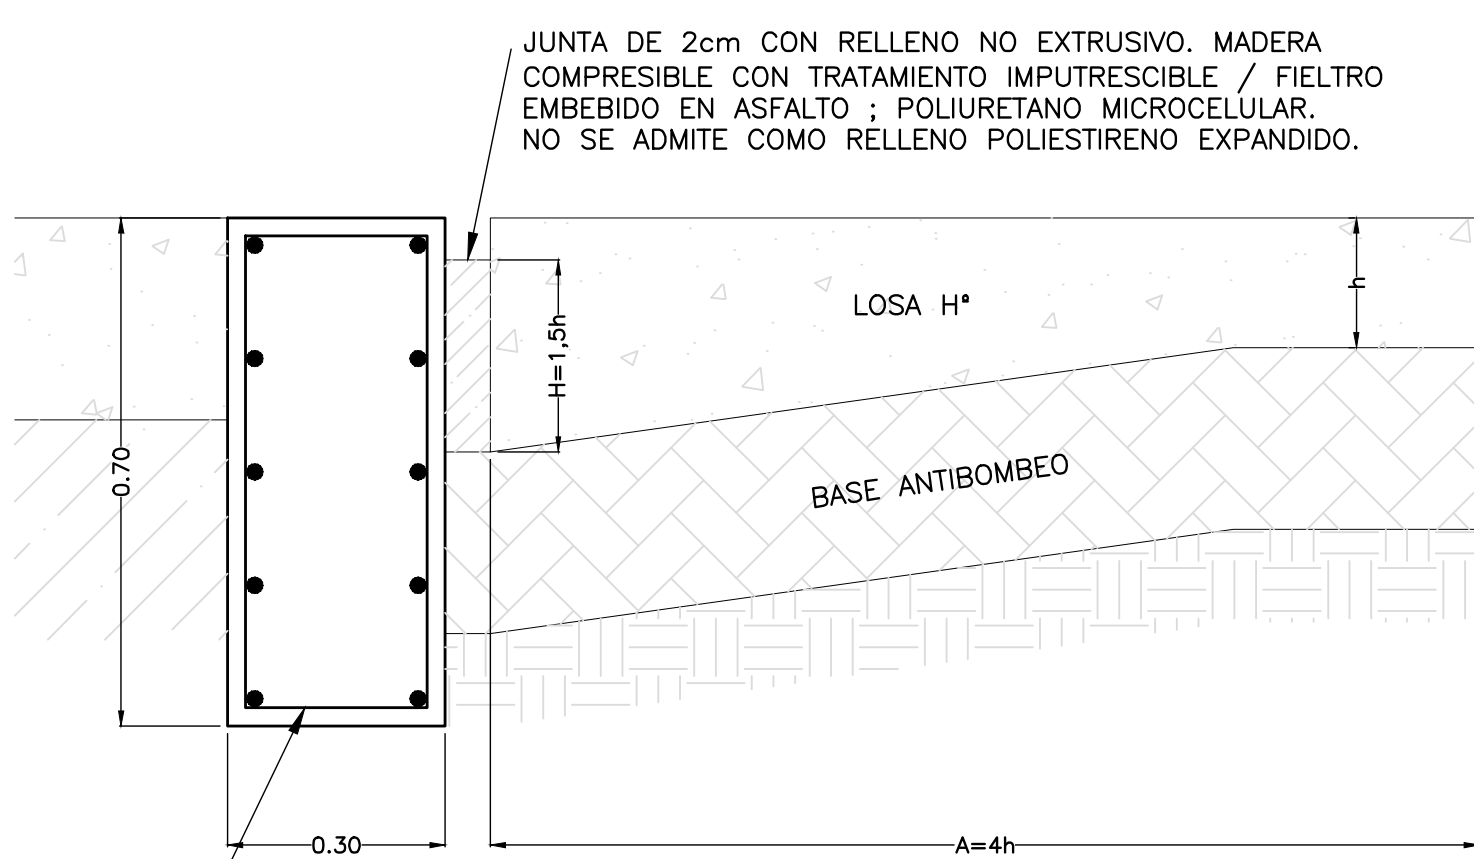 JUNTA DE 2cm CON RELLENO NO EXTRUSIVO. MADERA
COMPRESIBLE CON TRATAMIENTO IMPUTRESCIBLE / FIELTRO
EMBEBIDO EN ASFALTO ; POLIURETANO MICROCELULAR.
NO SE ADMITE COMO RELLENO POLIESTIRENO EXPANDIDO.
h
LOSA Hº
H=1,5h
0.70
BASE ANTIBOMBEO
0.30
A=4h